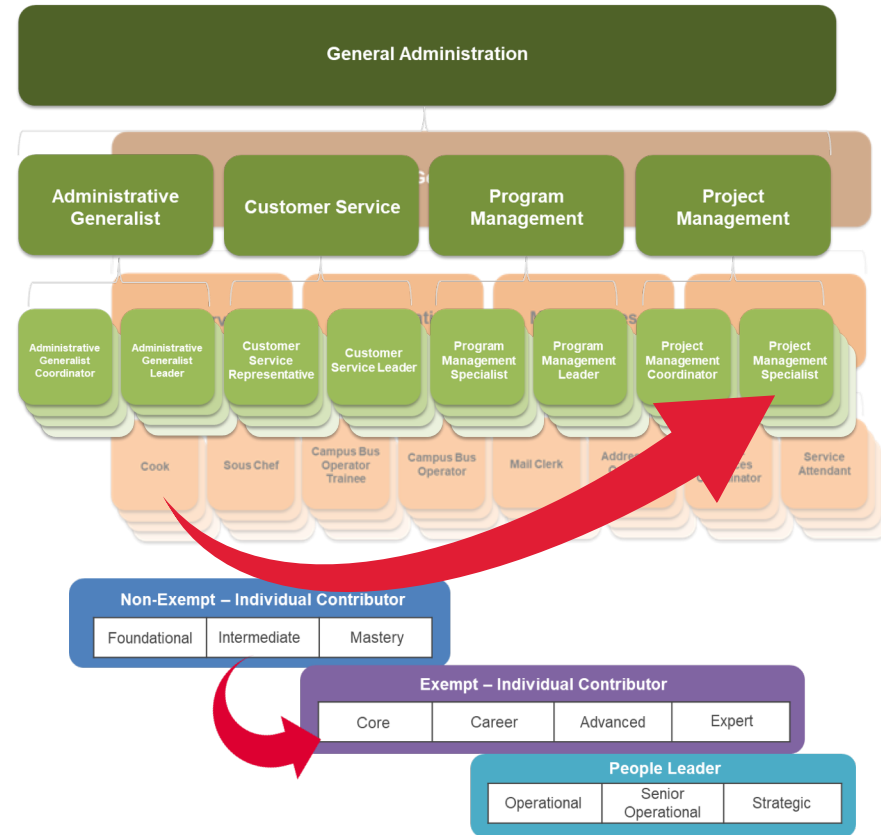 General Administration
Administrative
Generalist
Customer Service
Program
Management
Project
Management
Administrative
Generalist
Coordinator
Administrative
Generalist
Leader
Customer
Service
Representative
Customer
Service Leader
Program
Management
Specialist
Program
Management
Leader
Project
Management
Coordinator
Project
Management
Specialist
Cook
Sous Chef
Campus Bus
Operator
Trainee
Campus Bus
Operator
Mail Clerk
Service
Attendant
Non-Exempt – Individual Contributor
Foundational
Intermediate
Mastery
Exempt – Individual Contributor
Core
Career
Advanced
Expert
People Leader
Operational
Senior
Operational
Strategic